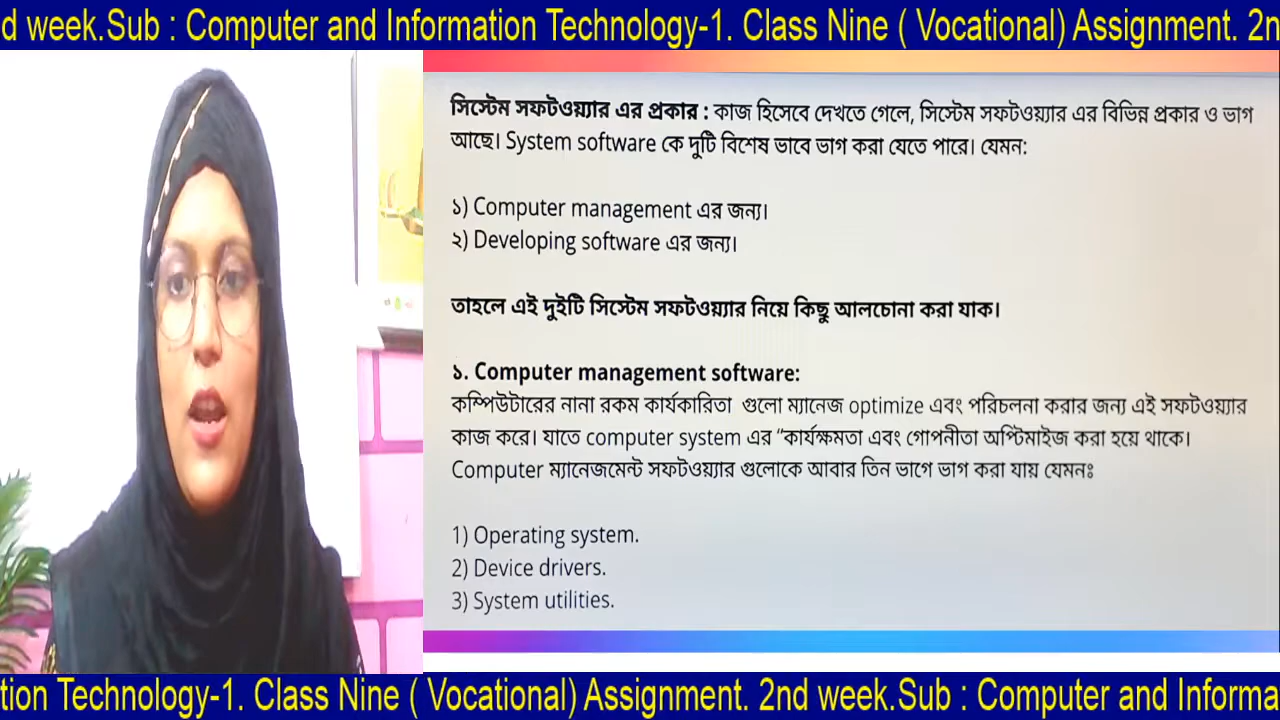 d week.Sub : Computer and Information Technology-1. Class Nine ( Vocational) Assignment. 2n
সিস্টেম সফটওয়্যার এর প্রকার : কাজ হিসেবে দেখতে গেলে, সিস্টেম সফটওয়্যার এর বিভিন্ন প্রকার ও ভাগ
আছে। System software কে দুটি বিশেষ ভাবে ভাগ করা যেতে পারে। যেমন:
১) Computer management এর জন্য।
২) Developing software এর জন্য।
তাহলে এই দুইটি সিস্টেম সফটওয়্যার নিয়ে কিছু আলচোনা করা যাক।
১. Computer management software:
কম্পিউটারের নানা রকম কার্যকারিতা গুলো ম্যানেজ optimize এবং পরিচলনা করার জন্য এই সফটওয়্যার
কাজ করে। যাতে computer system এর “কার্যক্ষমতা এবং গোপনীতা অপ্টিমাইজ করা হয়ে থাকে।
Computer ম্যানেজমেন্ট সফটওয়্যার গুলোকে আবার তিন ভাগে ভাগ করা যায় যেমনঃ
1) Operating system.
2) Device drivers.
3) System utilities.
tion Technology-1. Class Nine ( Vocational) Assignment. 2nd week.Sub : Computer and Informa